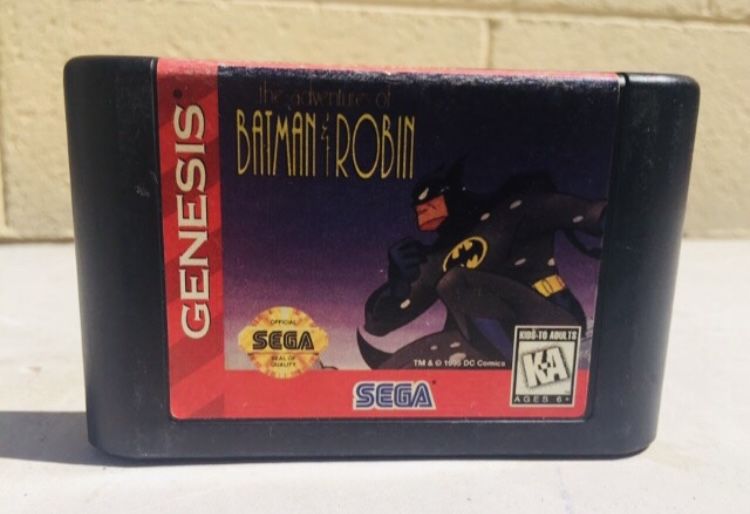 GENESIS
the adventures of
BATMAN & ROBIN
OFFICIAL
SEGA
SEAL OF
QUALITY
TM & © 1995 DC Comics
KIDS TO ADULTS
KA
AGES 6+
SEGA